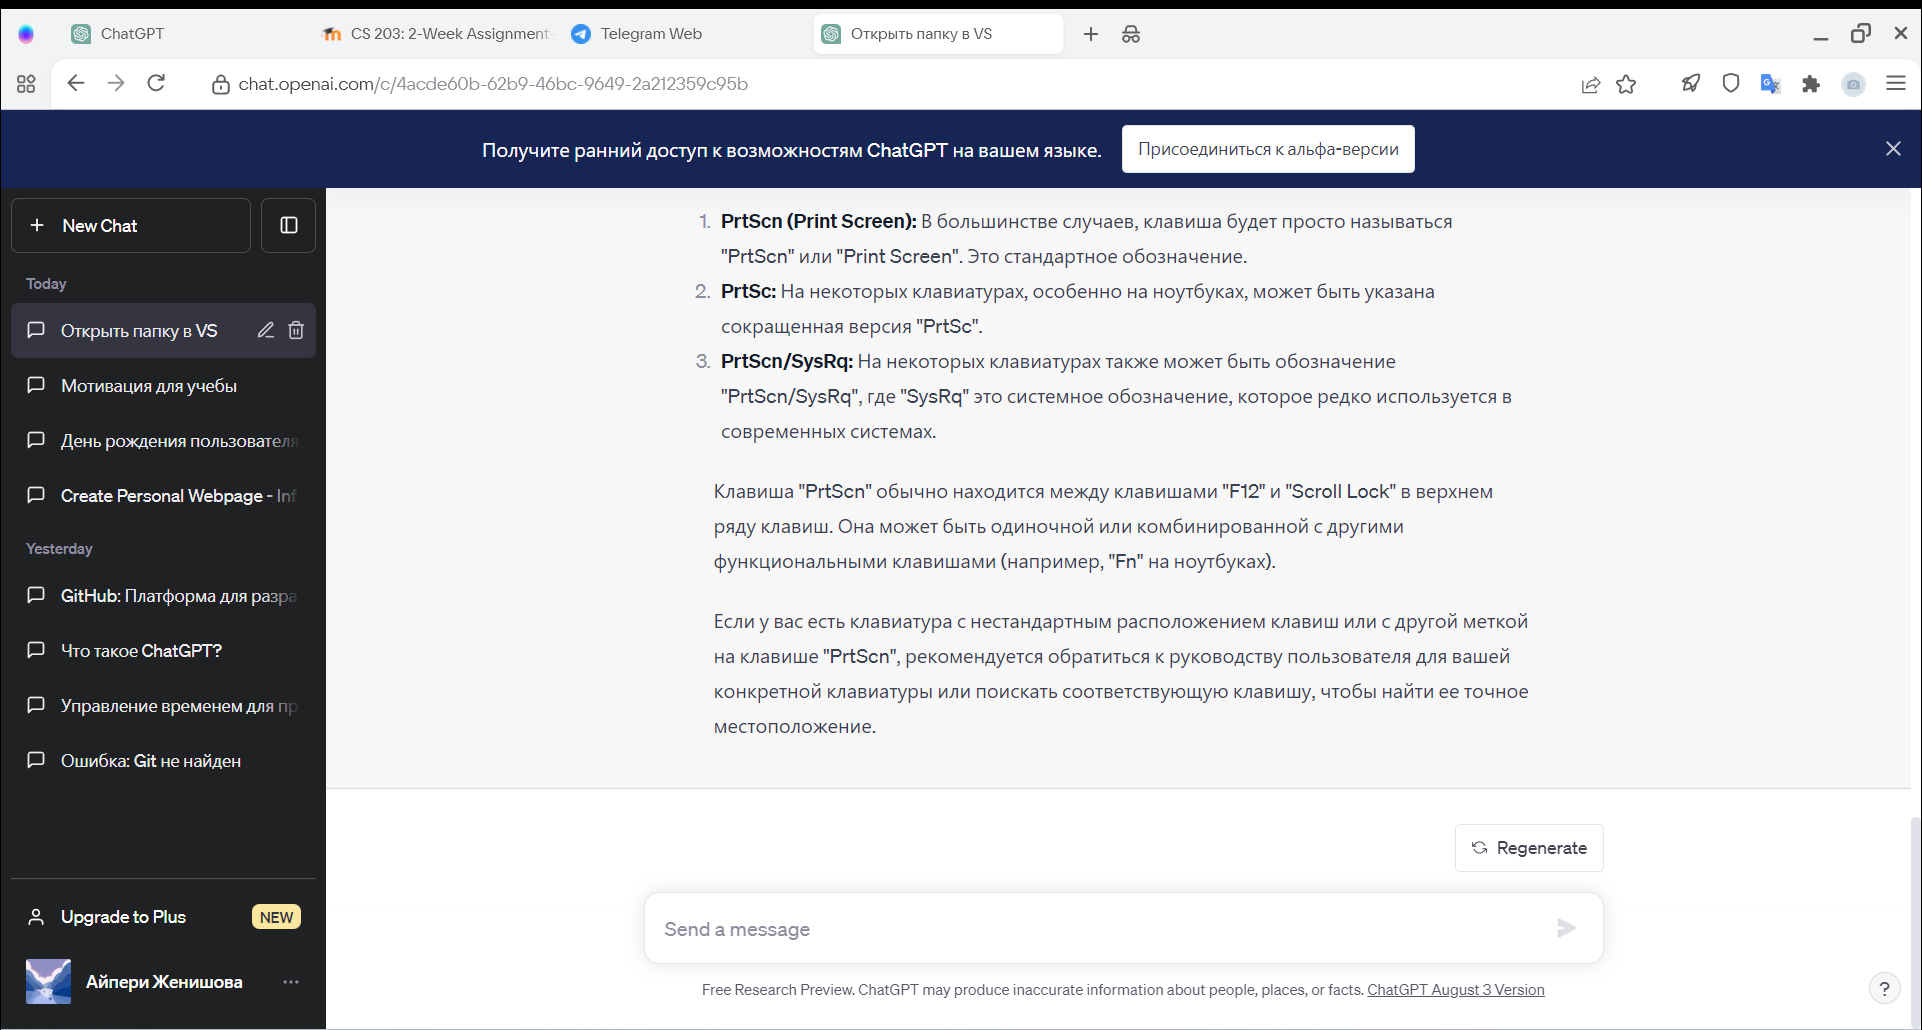 ChatGPT
CS 203: 2-Week Assignment-
Telegram Web
Открыть папку в VS
chat.openai.com/c/4acde60b-62b9-46bc-9649-2a212359c95b
Получите ранний доступ к возможностям ChatGPT на вашем языке.
Присоединиться к альфа-версии
New Chat
Today
Открыть папку в VS
Мотивация для учебы
День рождения пользователя
Create Personal Webpage - Inf
Yesterday
GitHub: Платформа для разра
Что такое ChatGPT?
Управление временем для пр
Ошибка: Git не найден
Upgrade to Plus
NEW
Айпери Женишова
1. PrtScn (Print Screen): В большинстве случаев, клавиша будет просто называться
"PrtScn" или "Print Screen". Это стандартное обозначение.
2. PrtSc: На некоторых клавиатурах, особенно на ноутбуках, может быть указана
сокращенная версия "PrtSc".
3. PrtScn/SysRq: На некоторых клавиатурах также может быть обозначение
"PrtScn/SysRq", где "SysRq" это системное обозначение, которое редко используется в
современных системах.
Клавиша "PrtScn" обычно находится между клавишами "F12" и "Scroll Lock" в верхнем
ряду клавиш. Она может быть одиночной или комбинированной с другими
функциональными клавишами (например, "Fn" на ноутбуках).
Если у вас есть клавиатура с нестандартным расположением клавиш или с другой меткой
на клавише "PrtScn", рекомендуется обратиться к руководству пользователя для вашей
конкретной клавиатуры или поискать соответствующую клавишу, чтобы найти ее точное
местоположение.
Regenerate
Send a message
Free Research Preview. ChatGPT may produce inaccurate information about people, places, or facts. ChatGPT August 3 Version
?